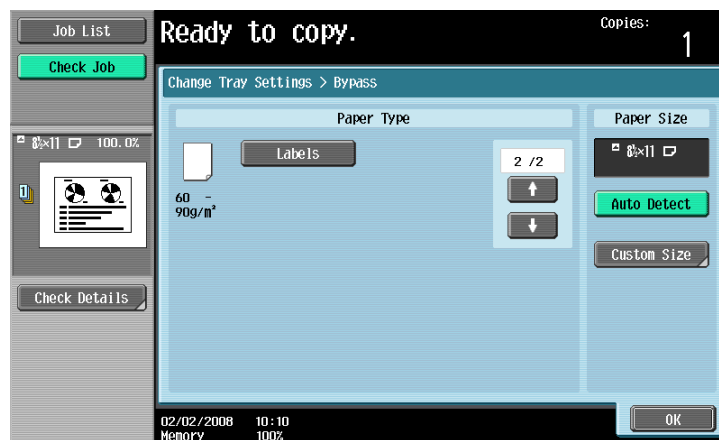 Job List
Ready to copy.
Copies:
1
Check Job
Change Tray Settings > Bypass
Paper Type
Paper Size
8½×11 100.0%
Labels
2 /2
8½×11
60 -
90g/m²
Auto Detect
Custom Size
Check Details
OK
02/02/2008 10:10
Memory 100%